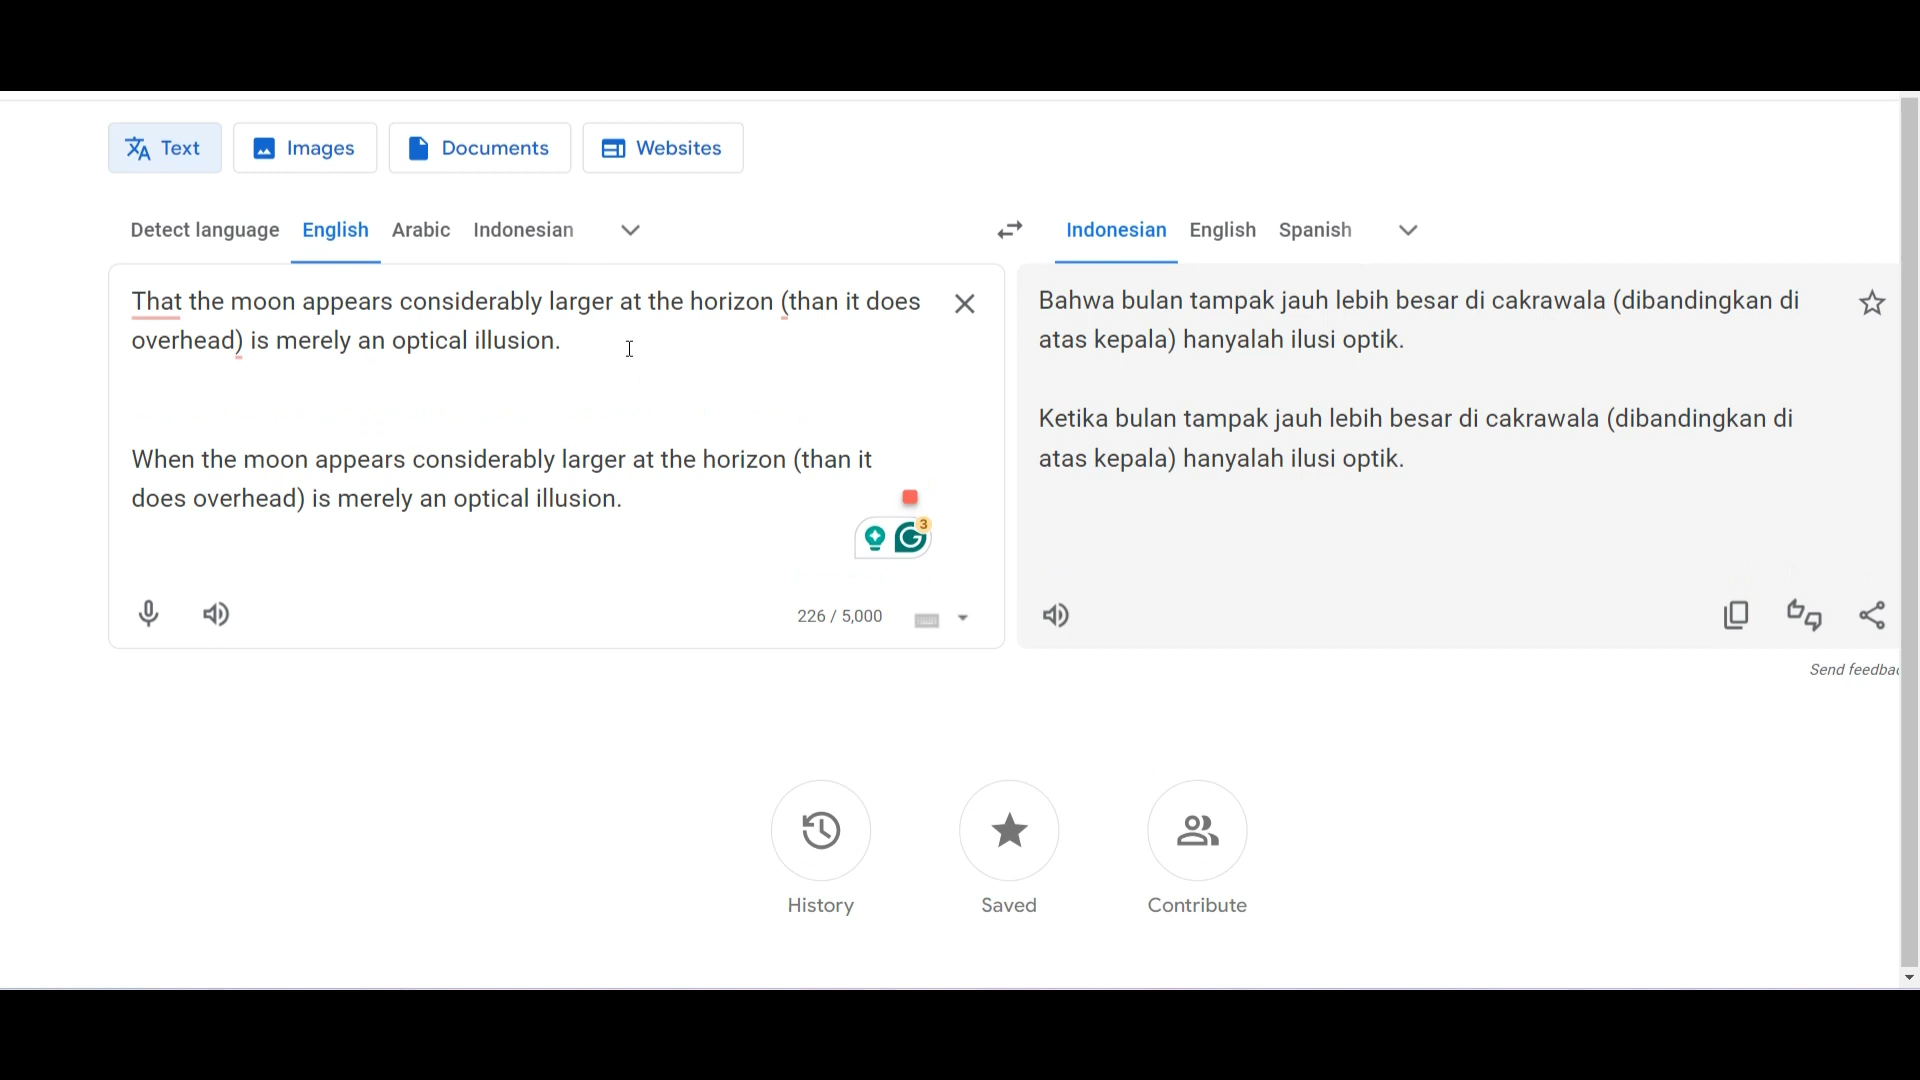 Text Images Documents Websites
Detect language English Arabic Indonesian Indonesian English Spanish
That the moon appears considerably larger at the horizon (than it does
overhead) is merely an optical illusion.
When the moon appears considerably larger at the horizon (than it
does overhead) is merely an optical illusion.
3
226 / 5,000
Bahwa bulan tampak jauh lebih besar di cakrawala (dibandingkan di
atas kepala) hanyalah ilusi optik.
Ketika bulan tampak jauh lebih besar di cakrawala (dibandingkan di
atas kepala) hanyalah ilusi optik.
Send
History Saved Contribute